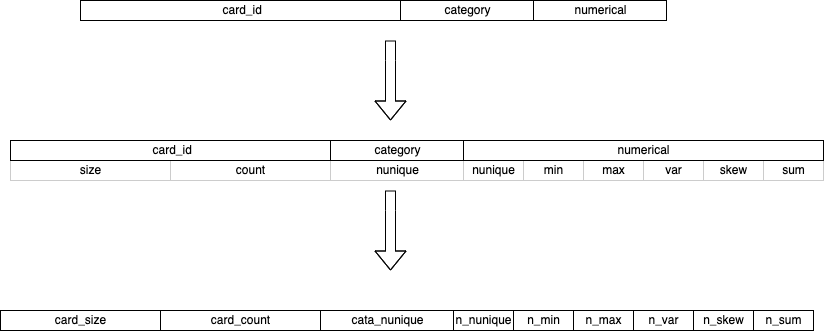 card_id category numerical
card_id category numerical
size count nunique nunique min max var skew sum
card_size card_count cata_nunique n_nunique n_min n_max n_var n_skew n_sum